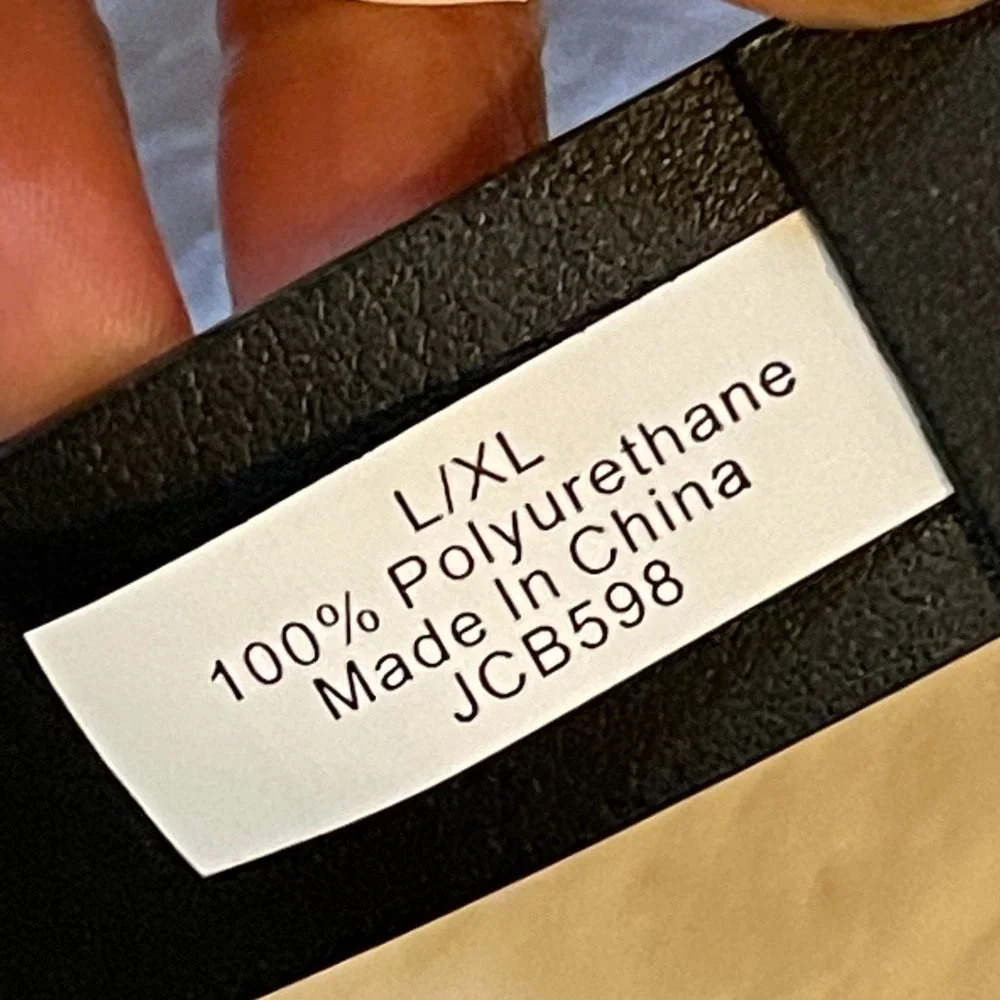 L/XL
100% Polyurethane
Made In China
JCB598